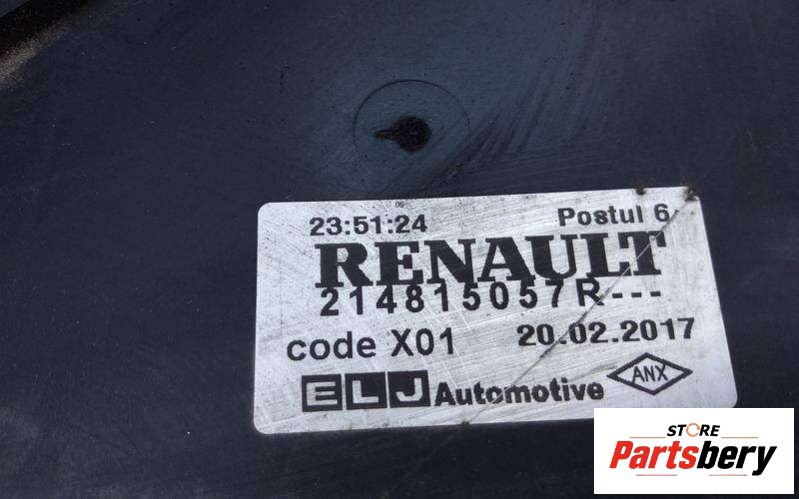 23:51:24 Postul 6
RENAULT
214815057R---
code X01 20.02.2017
ELJ Automotive ANX
STORE
Partsbery